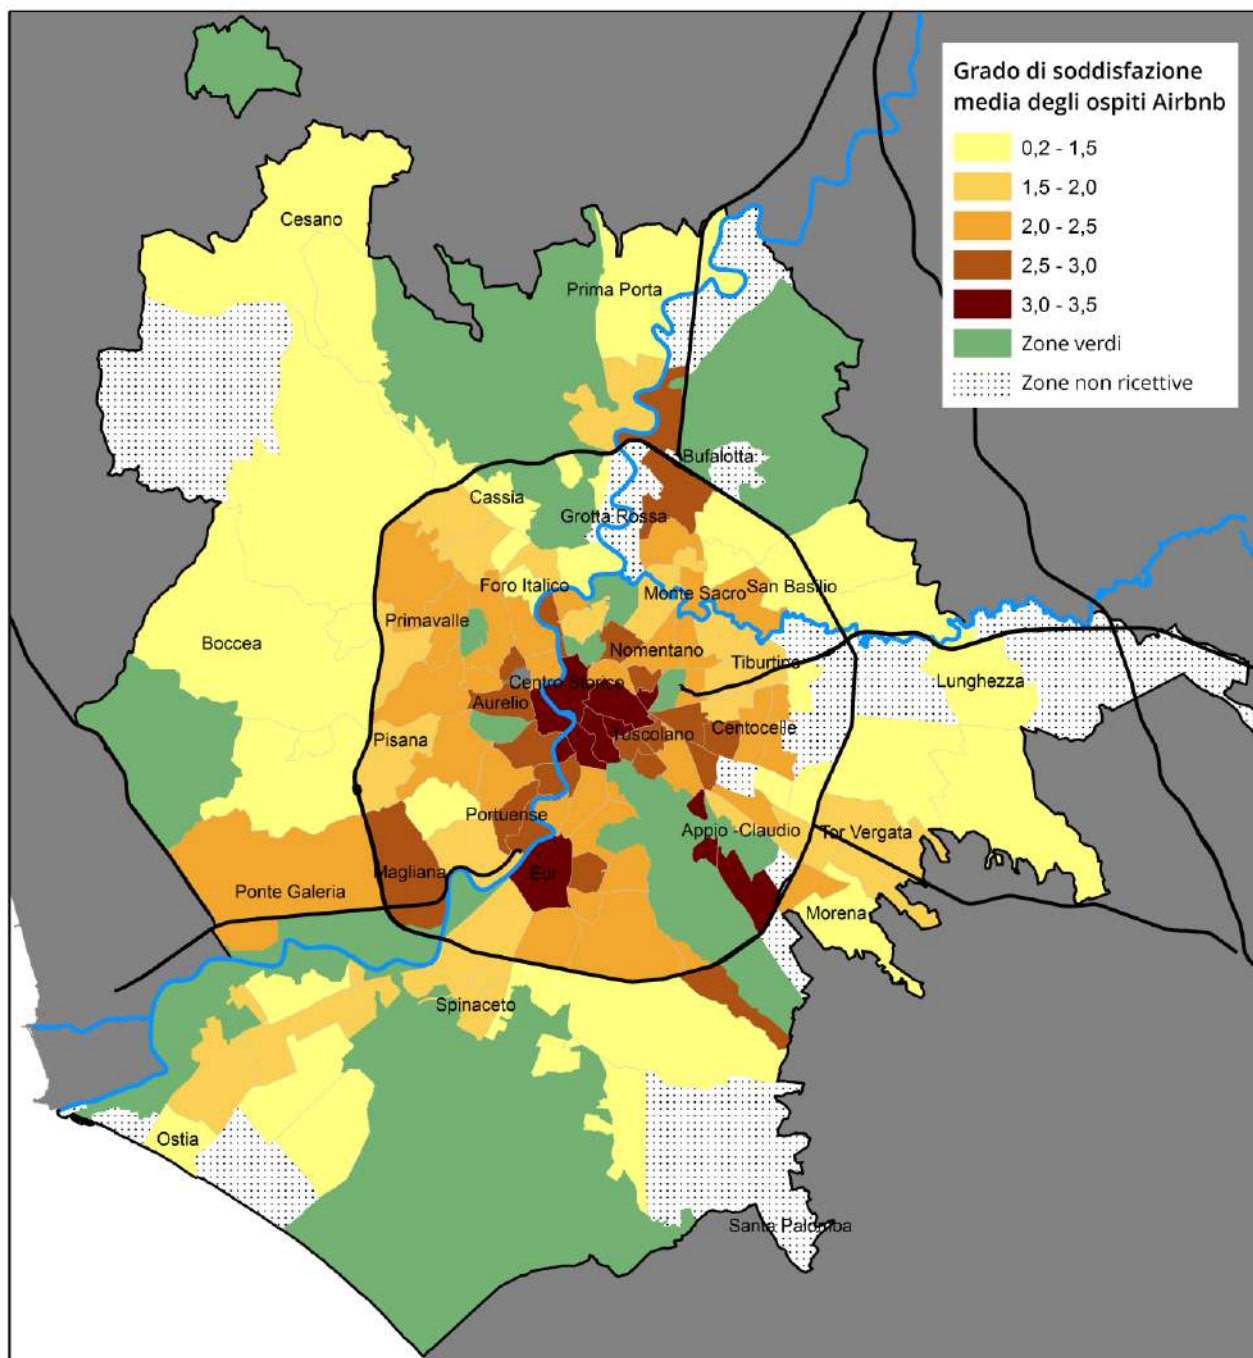 Grado di soddisfazione
media degli ospiti Airbnb
0,2 - 1,5
1,5 - 2,0
2,0 - 2,5
2,5 - 3,0
3,0 - 3,5
Zone verdi
Zone non ricettive
Cesano
Prima Porta
Bufalotta
Cassia
Grotta Rossa
Foro Italico
Monte Sacro
San Basilio
Primavalle
Boccea
Nomentano
Tiburtino
Centro Storico
Lunghezza
Aurelio
Tuscolano
Centocelle
Pisana
Portuense
Appio -Claudio
Tor Vergata
Magliana
Eur
Ponte Galeria
Morena
Spinaceto
Ostia
Santa Palomba